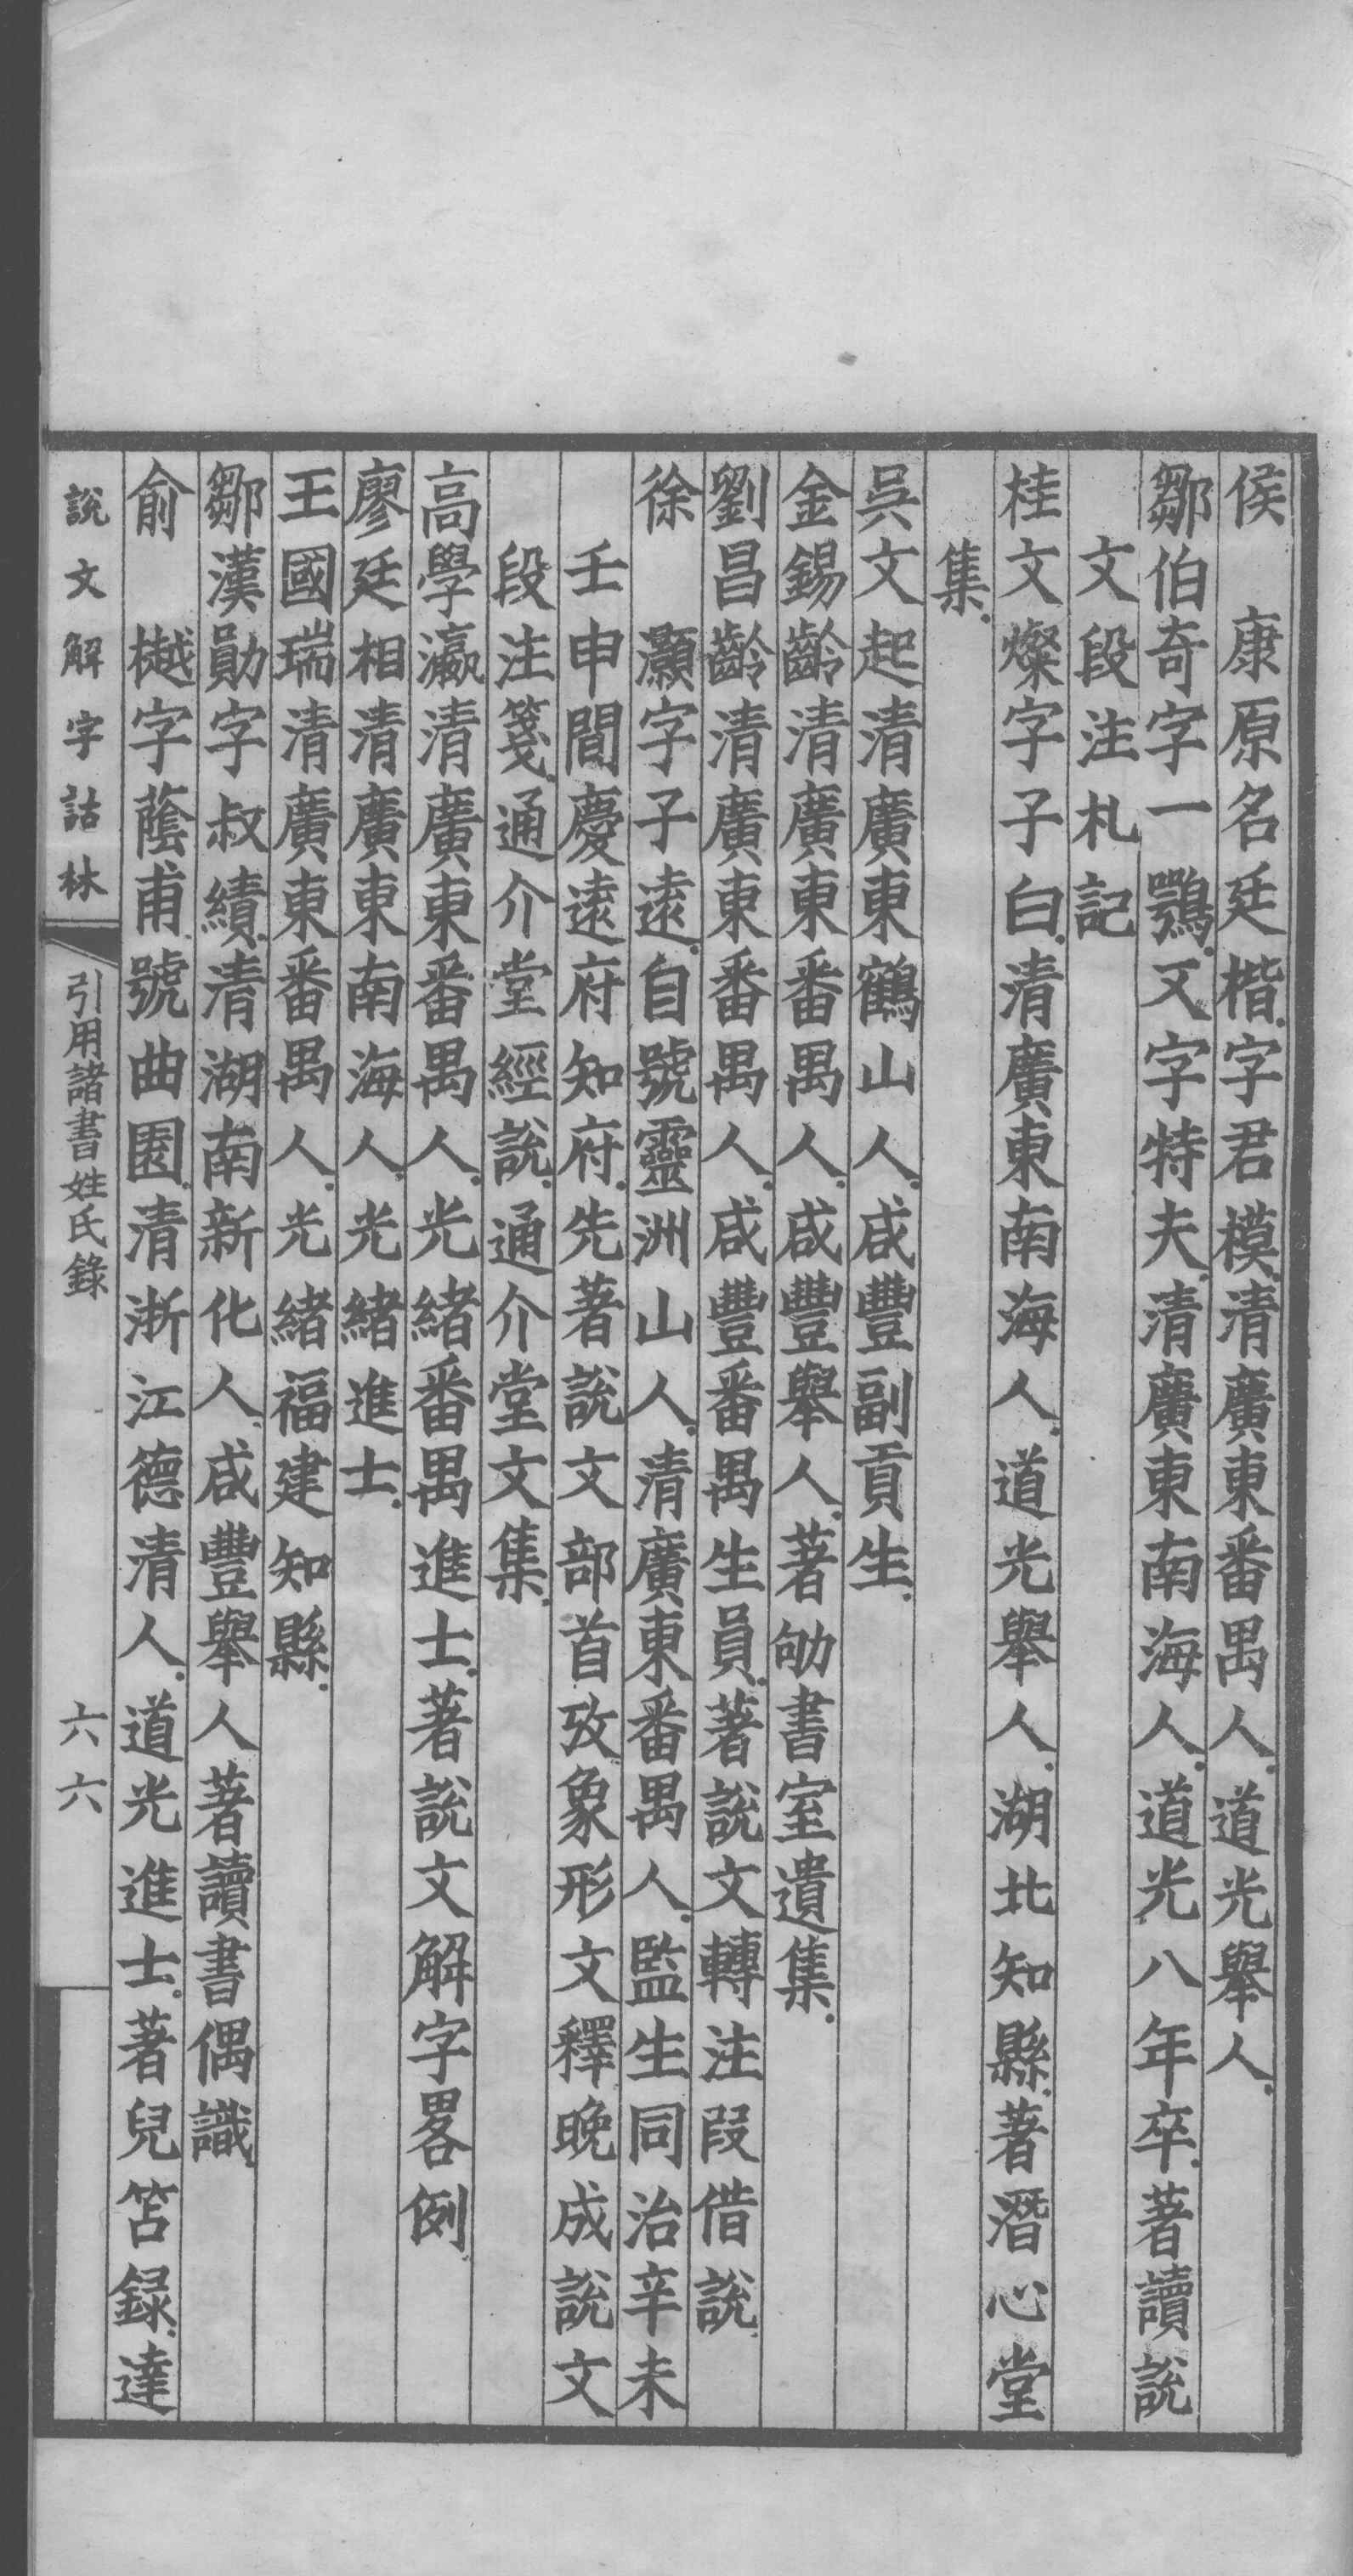 侯　康原名廷楷.字君模.清廣東番禺人.道光舉人.
鄒伯奇字一鶚.又字特夫.清廣東南海人.道光八年卒.著讀說
文段注札記
桂文燦字子白.清廣東南海人.道光舉人.湖北知縣.著潛心堂
集.
吳文起清廣東鶴山人.咸豐副貢生.
金錫齡清廣東番禺人.咸豐舉人.著劬書室遺集.
劉昌齡清廣東番禺人.咸豐番禺生員.著說文轉注叚借說.
徐　灝字子遠.自號靈洲山人.清廣東番禺人.監生同治辛未
壬申間慶遠府知府.先著說文部首攷象形文釋晚成說文
段注箋.通介堂經說.通介堂文集.
高學瀛清廣東番禺人.光緒番禺進士.著說文解字畧例.
廖廷相清廣東南海人.光緒進士.
王國瑞清廣東番禺人.光緒福建知縣.
鄒漢勛字叔績.清湖南新化人.咸豐舉人著讀書偶識.
俞　樾字蔭甫.號曲園.清浙江德清人.道光進士.著兒笘録.達
說文解字詁林
引用諸書姓氏錄
六六